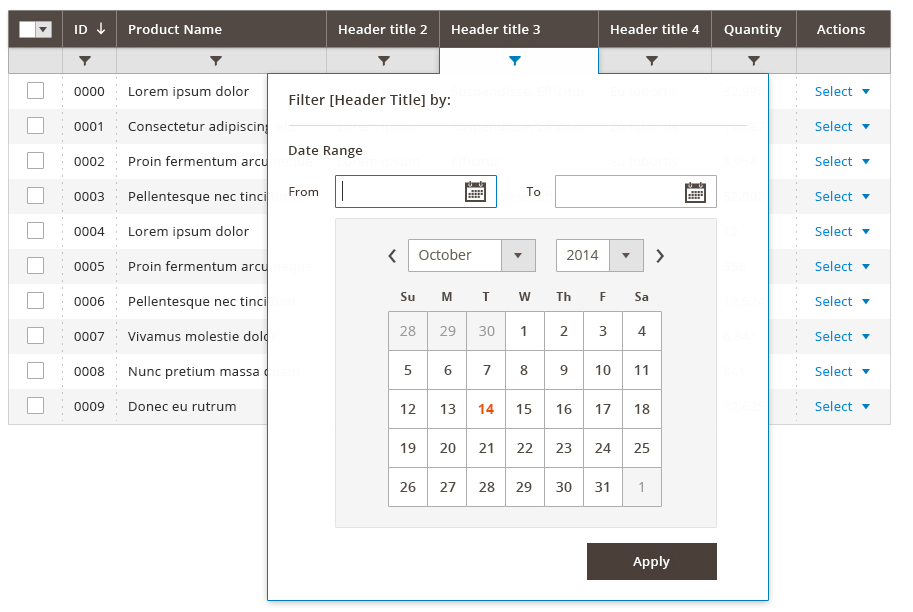 ID Product Name Header title 2 Header title 3 Header title 4 Quantity Actions
0000 Lorem ipsum dolor Select
0001 Consectetur adipiscing Select
0002 Proin fermentum arcu Select
0003 Pellentesque nec tinci Select
0004 Lorem ipsum dolor Select
0005 Proin fermentum arcu Select
0006 Pellentesque nec tinci Select
0007 Vivamus molestie dolo Select
0008 Nunc pretium massa Select
0009 Donec eu rutrum Select
Filter [Header Title] by:
Date Range
From To
October 2014
Su M T W Th F Sa
28 29 30 1 2 3 4
5 6 7 8 9 10 11
12 13 14 15 16 17 18
19 20 21 22 23 24 25
26 27 28 29 30 31 1
Apply